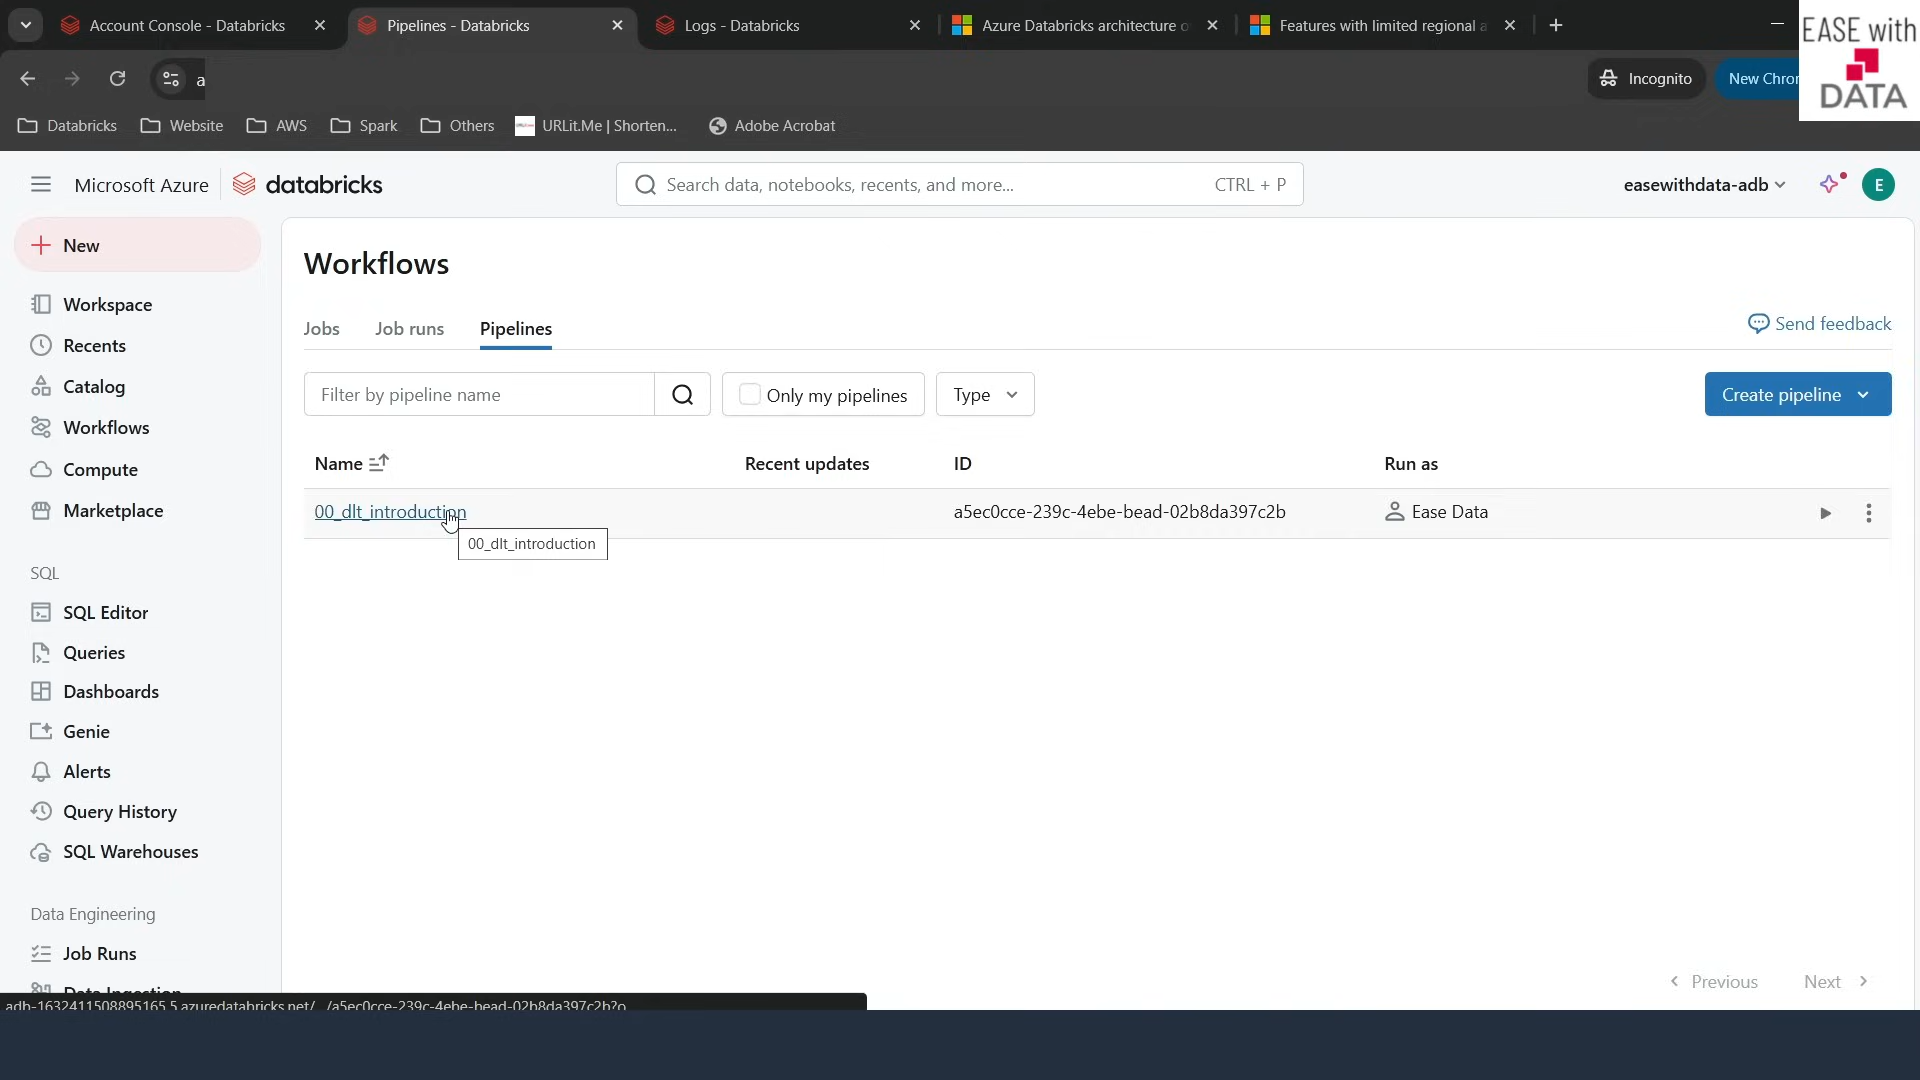 Account Console - Databricks
Pipelines - Databricks
Logs - Databricks
Azure Databricks architecture o
Features with limited regional a
EASE with
DATA
a
Incognito
New Chror
Databricks
Website
AWS
Spark
Others
URLit.Me | Shorten...
Adobe Acrobat
Microsoft Azure
databricks
Search data, notebooks, recents, and more...
CTRL + P
easewithdata-adb
E
New
Workspace
Recents
Catalog
Workflows
Compute
Marketplace
SQL
SQL Editor
Queries
Dashboards
Genie
Alerts
Query History
SQL Warehouses
Data Engineering
Job Runs
Data Ingestion
Workflows
Jobs
Job runs
Pipelines
Send feedback
Filter by pipeline name
Only my pipelines
Type
Create pipeline
Name
Recent updates
ID
Run as
00_dlt_introduction
a5ec0cce-239c-4ebe-bead-02b8da397c2b
Ease Data
00_dlt_introduction
Previous
Next
adb-1632411508895165.5.azuredatabricks.net/.../a5ec0cce-239c-4ebe-bead-02b8da397c2b?o